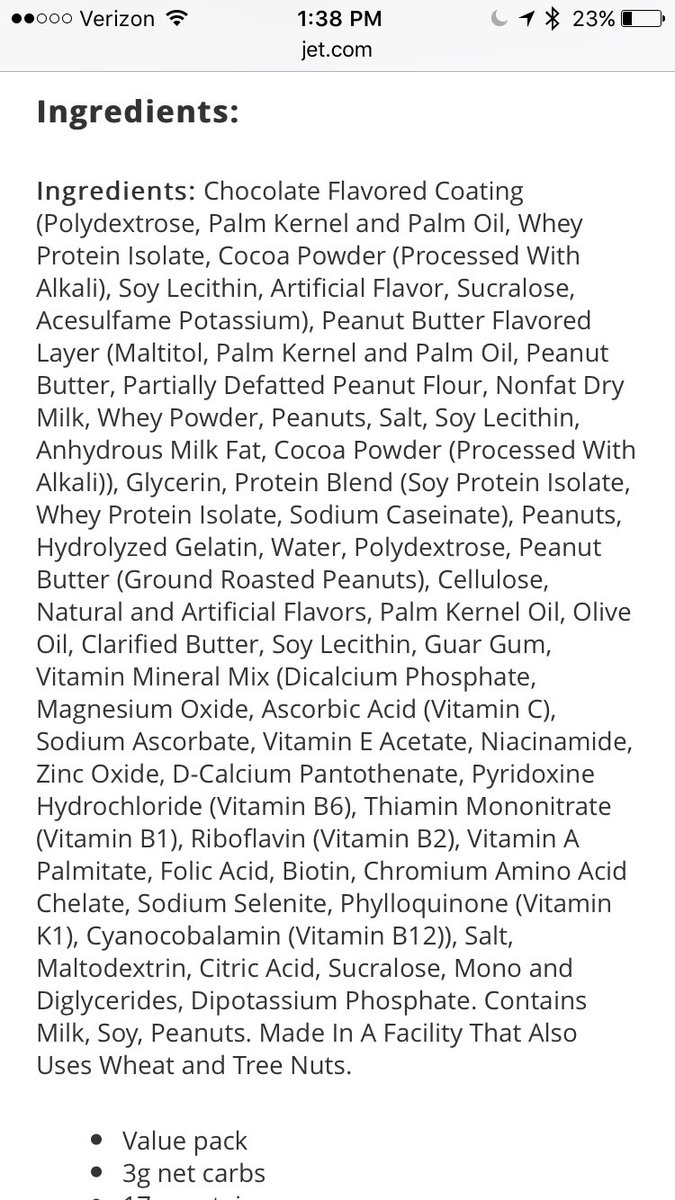 Verizon 1:38 PM 23%
jet.com
Ingredients:
Ingredients: Chocolate Flavored Coating
(Polydextrose, Palm Kernel and Palm Oil, Whey
Protein Isolate, Cocoa Powder (Processed With
Alkali), Soy Lecithin, Artificial Flavor, Sucralose,
Acesulfame Potassium), Peanut Butter Flavored
Layer (Maltitol, Palm Kernel and Palm Oil, Peanut
Butter, Partially Defatted Peanut Flour, Nonfat Dry
Milk, Whey Powder, Peanuts, Salt, Soy Lecithin,
Anhydrous Milk Fat, Cocoa Powder (Processed With
Alkali)), Glycerin, Protein Blend (Soy Protein Isolate,
Whey Protein Isolate, Sodium Caseinate), Peanuts,
Hydrolyzed Gelatin, Water, Polydextrose, Peanut
Butter (Ground Roasted Peanuts), Cellulose,
Natural and Artificial Flavors, Palm Kernel Oil, Olive
Oil, Clarified Butter, Soy Lecithin, Guar Gum,
Vitamin Mineral Mix (Dicalcium Phosphate,
Magnesium Oxide, Ascorbic Acid (Vitamin C),
Sodium Ascorbate, Vitamin E Acetate, Niacinamide,
Zinc Oxide, D-Calcium Pantothenate, Pyridoxine
Hydrochloride (Vitamin B6), Thiamin Mononitrate
(Vitamin B1), Riboflavin (Vitamin B2), Vitamin A
Palmitate, Folic Acid, Biotin, Chromium Amino Acid
Chelate, Sodium Selenite, Phylloquinone (Vitamin
K1), Cyanocobalamin (Vitamin B12)), Salt,
Maltodextrin, Citric Acid, Sucralose, Mono and
Diglycerides, Dipotassium Phosphate. Contains
Milk, Soy, Peanuts. Made In A Facility That Also
Uses Wheat and Tree Nuts.
• Value pack
• 3g net carbs